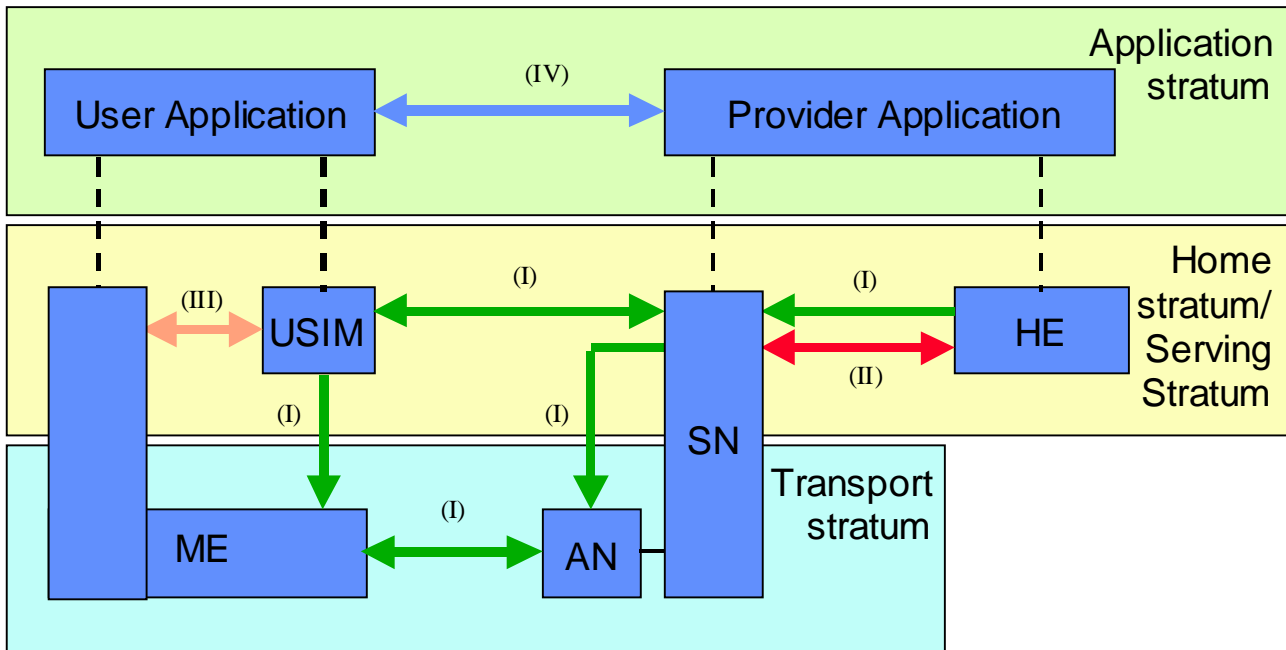 Application
stratum
(IV)
User Application
Provider Application
Home
stratum/
Serving
Stratum
(III)
(I)
(I)
USIM
HE
(II)
(I)
(I)
SN
Transport
stratum
(I)
ME
AN